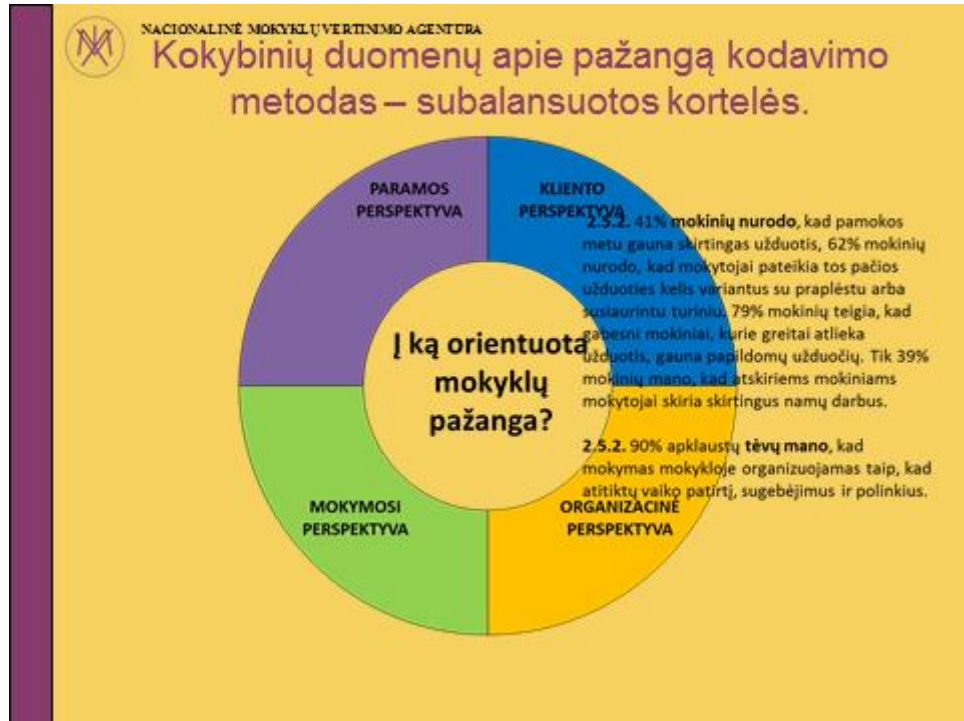 NACIONALINĖ MOKYKLŲ VERTINIMO AGENTŪRA
Kokybinių duomenų apie pažangą kodavimo
metodas – subalansuotos kortelės.
PARAMOS
PERSPEKTYVA
KLIENTO
PERSPEKTYVA
2.5.2. 41% mokinių nurodo, kad pamokos
metu gauna skirtingas užduotis, 62% mokinių
nurodo, kad mokytojai pateikia tos pačios
užduoties kelis variantus su praplėstu arba
susiaurintu turiniu. 79% mokinių teigia, kad
gabesni mokiniai, kurie greitai atlieka
užduotis, gauna papildomų užduočių. Tik 39%
mokinių mano, kad atskiriems mokiniams
mokytojai skiria skirtingus namų darbus.
2.5.2. 90% apklaustų tėvų mano, kad
mokymas mokykloje organizuojamas taip, kad
atitiktų vaiko patirtį, sugebėjimus ir polinkius.
Į ką orientuota
mokyklų
pažanga?
MOKYMOSI
PERSPEKTYVA
ORGANIZACINĖ
PERSPEKTYVA